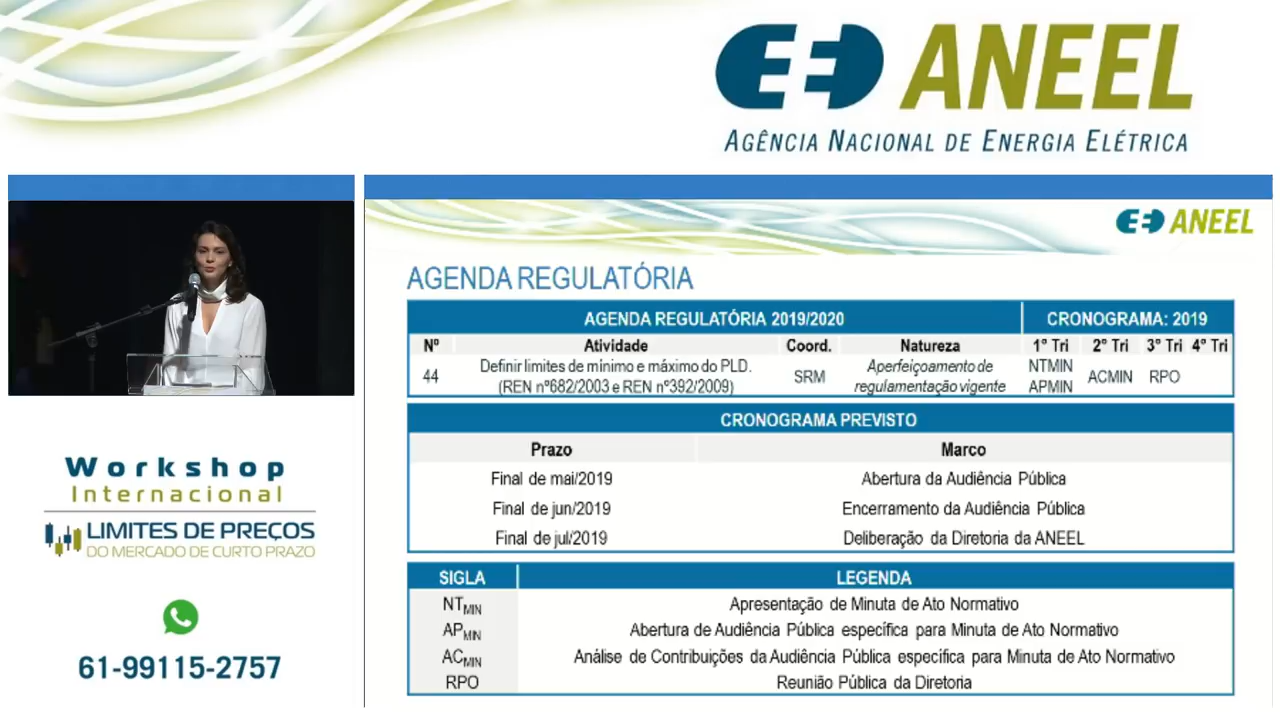 ANEEL
AGÊNCIA NACIONAL DE ENERGIA ELÉTRICA
ANEEL
AGENDA REGULATÓRIA
AGENDA REGULATÓRIA 2019/2020 CRONOGRAMA: 2019
Nº Atividade Coord. Natureza 1º Tri 2º Tri 3º Tri 4º Tri
44 Definir limites de mínimo e máximo do PLD. (REN nº682/2003 e REN nº392/2009) SRM Aperfeiçoamento de regulamentação vigente NTMIN APMIN ACMIN RPO
CRONOGRAMA PREVISTO
Prazo Marco
Final de mai/2019 Abertura da Audiência Pública
Final de jun/2019 Encerramento da Audiência Pública
Final de jul/2019 Deliberação da Diretoria da ANEEL
SIGLA LEGENDA
NTMIN Apresentação de Minuta de Ato Normativo
APMIN Abertura de Audiência Pública específica para Minuta de Ato Normativo
ACMIN Análise de Contribuições da Audiência Pública específica para Minuta de Ato Normativo
RPO Reunião Pública da Diretoria
Workshop
Internacional
LIMITES DE PREÇOS
DO MERCADO DE CURTO PRAZO
61-99115-2757